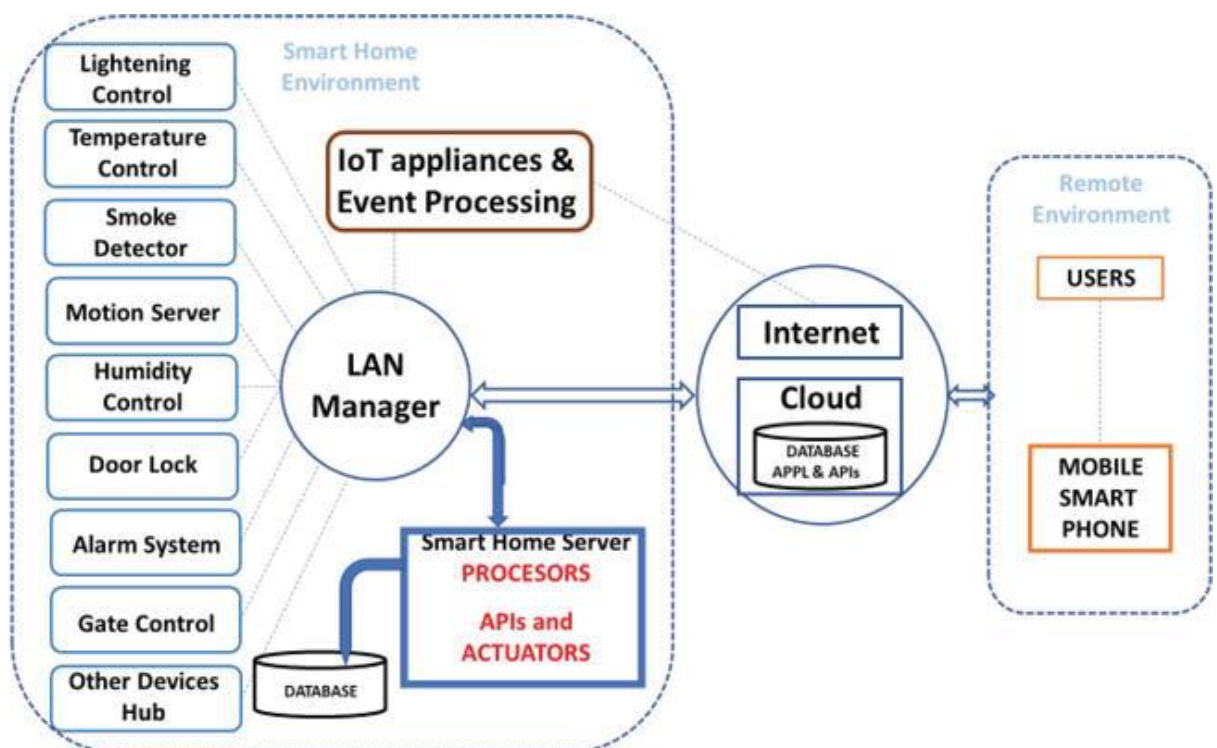 Smart Home
Environment
Lightening
Control
Temperature
Control
Smoke
Detector
Motion Server
Humidity
Control
Door Lock
Alarm System
Gate Control
Other Devices
Hub
IoT appliances &
Event Processing
LAN
Manager
Smart Home Server
PROCESORS
APIs and
ACTUATORS
DATABASE
Internet
Cloud
DATABASE
APPL & APIs
Remote
Environment
USERS
MOBILE
SMART
PHONE